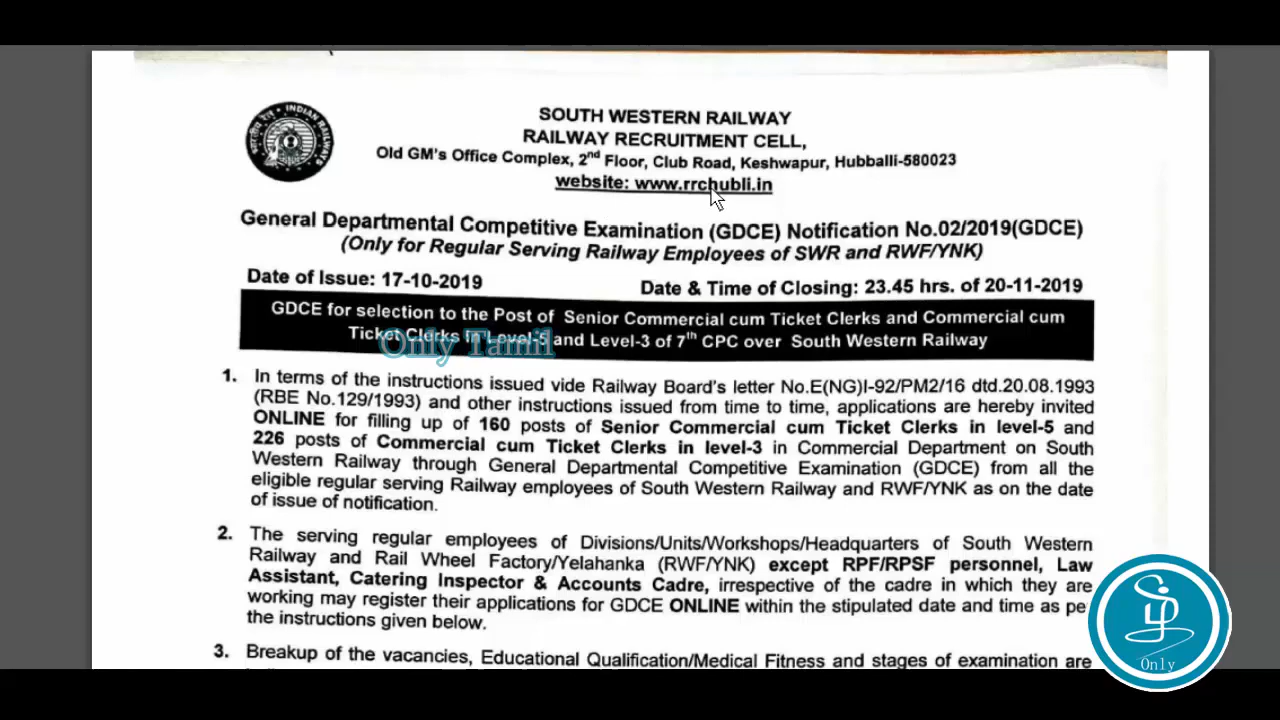 SOUTH WESTERN RAILWAY
RAILWAY RECRUITMENT CELL,
Old GM's Office Complex, 2nd Floor, Club Road, Keshwapur, Hubballi-580023
website: www.rrchubli.in
General Departmental Competitive Examination (GDCE) Notification No.02/2019(GDCE)
(Only for Regular Serving Railway Employees of SWR and RWF/YNK)
Date of Issue: 17-10-2019 Date & Time of Closing: 23.45 hrs. of 20-11-2019
GDCE for selection to the Post of Senior Commercial cum Ticket Clerks and Commercial cum
Ticket Clerks in Level-5 and Level-3 of 7th CPC over South Western Railway
Only Tamil
1. In terms of the instructions issued vide Railway Board's letter No.E(NG)I-92/PM2/16 dtd.20.08.1993
(RBE No.129/1993) and other instructions issued from time to time, applications are hereby invited
ONLINE for filling up of 160 posts of Senior Commercial cum Ticket Clerks in level-5 and
226 posts of Commercial cum Ticket Clerks in level-3 in Commercial Department on South
Western Railway through General Departmental Competitive Examination (GDCE) from all the
eligible regular serving Railway employees of South Western Railway and RWF/YNK as on the date
of issue of notification.
2. The serving regular employees of Divisions/Units/Workshops/Headquarters of South Western
Railway and Rail Wheel Factory/Yelahanka (RWF/YNK) except RPF/RPSF personnel, Law
Assistant, Catering Inspector & Accounts Cadre, irrespective of the cadre in which they are
working may register their applications for GDCE ONLINE within the stipulated date and time as pe
the instructions given below.
3. Breakup of the vacancies, Educational Qualification/Medical Fitness and stages of examination are
INDIAN RAILWAYS
Only